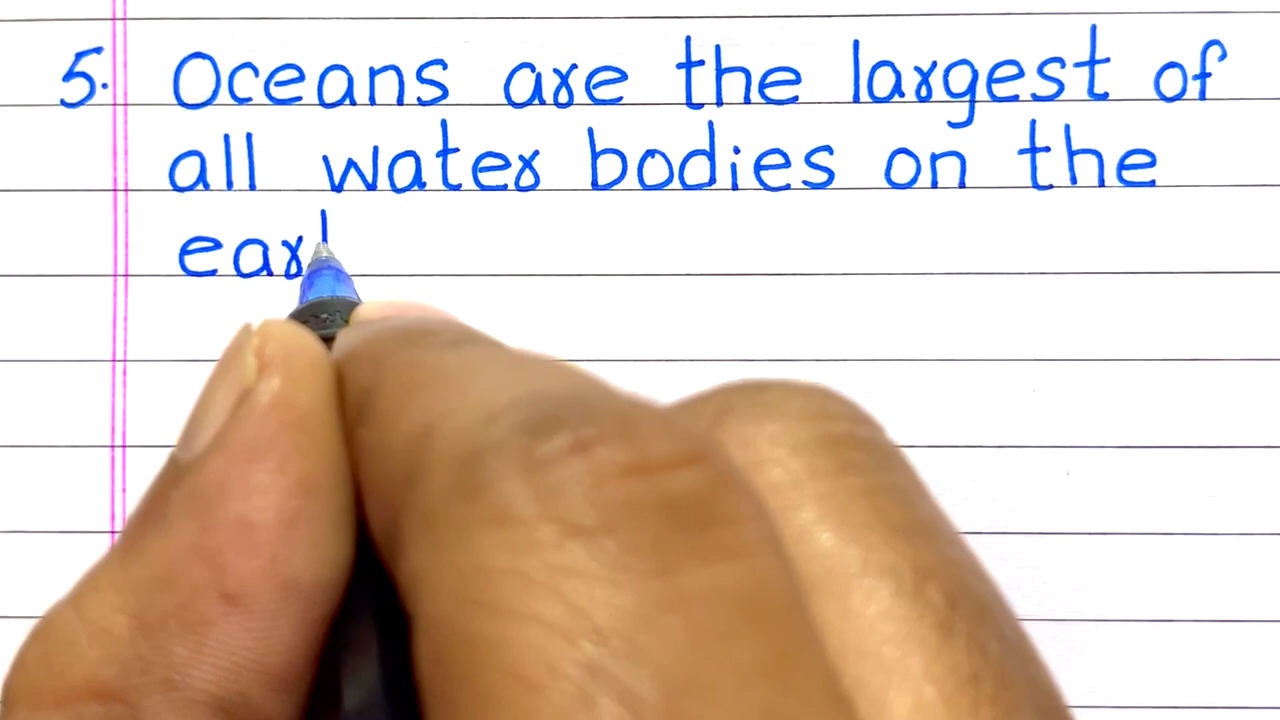 5. Oceans are the largest of
all water bodies on the
ear